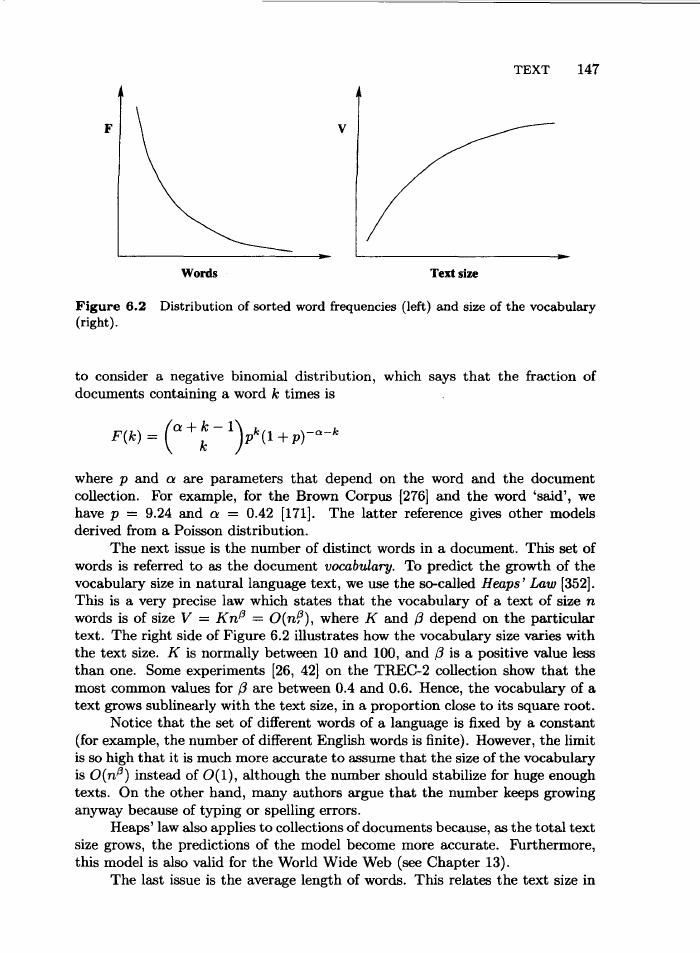 TEXT 147
F
V
Words
Text size
Figure 6.2 Distribution of sorted word frequencies (left) and size of the vocabulary
(right).
to consider a negative binomial distribution, which says that the fraction of
documents containing a word k times is
F(k) = (α + k − 1 k) pᵏ(1 + p)⁻ᵅ⁻ᵏ
where p and α are parameters that depend on the word and the document
collection. For example, for the Brown Corpus [276] and the word ‘said’, we
have p = 9.24 and α = 0.42 [171]. The latter reference gives other models
derived from a Poisson distribution.
The next issue is the number of distinct words in a document. This set of
words is referred to as the document vocabulary. To predict the growth of the
vocabulary size in natural language text, we use the so-called Heaps’ Law [352].
This is a very precise law which states that the vocabulary of a text of size n
words is of size V = Knᵝ = O(nᵝ), where K and β depend on the particular
text. The right side of Figure 6.2 illustrates how the vocabulary size varies with
the text size. K is normally between 10 and 100, and β is a positive value less
than one. Some experiments [26, 42] on the TREC-2 collection show that the
most common values for β are between 0.4 and 0.6. Hence, the vocabulary of a
text grows sublinearly with the text size, in a proportion close to its square root.
Notice that the set of different words of a language is fixed by a constant
(for example, the number of different English words is finite). However, the limit
is so high that it is much more accurate to assume that the size of the vocabulary
is O(nᵝ) instead of O(1), although the number should stabilize for huge enough
texts. On the other hand, many authors argue that the number keeps growing
anyway because of typing or spelling errors.
Heaps’ law also applies to collections of documents because, as the total text
size grows, the predictions of the model become more accurate. Furthermore,
this model is also valid for the World Wide Web (see Chapter 13).
The last issue is the average length of words. This relates the text size in